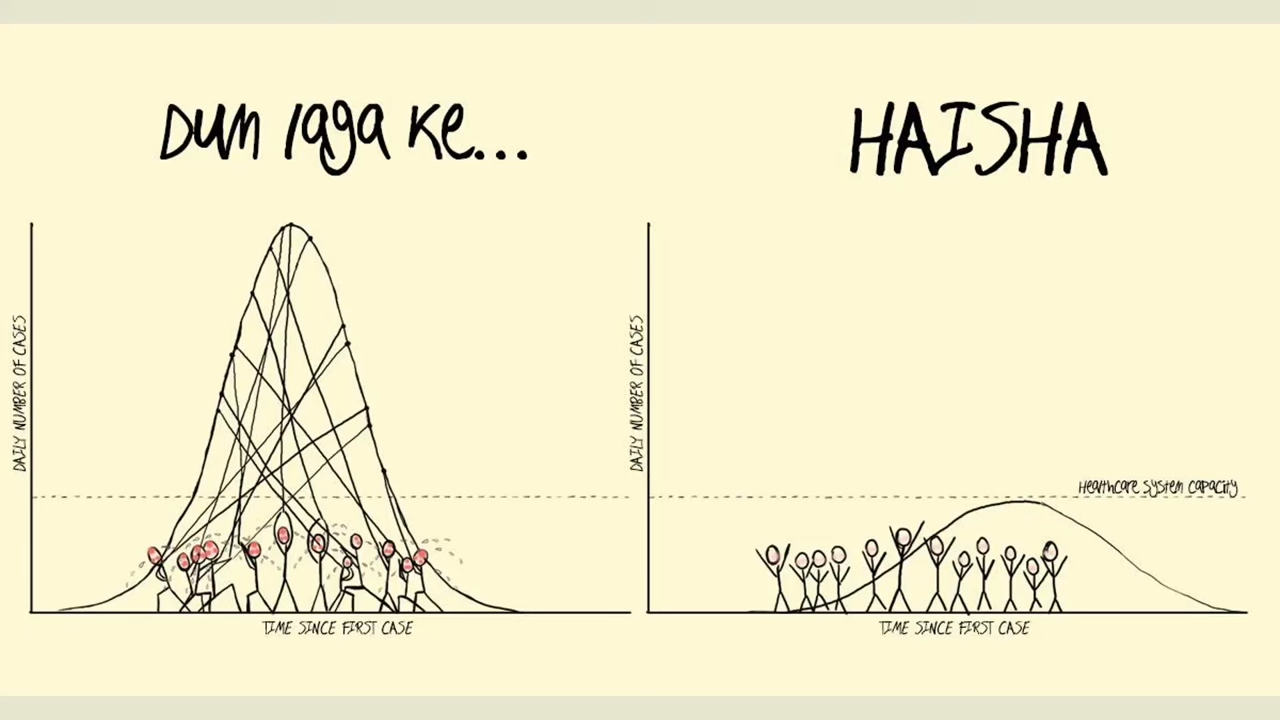 Dum laga ke...
HAISHA
DAILY NUMBER OF CASES
TIME SINCE FIRST CASE
DAILY NUMBER OF CASES
Healthcare System Capacity
TIME SINCE FIRST CASE